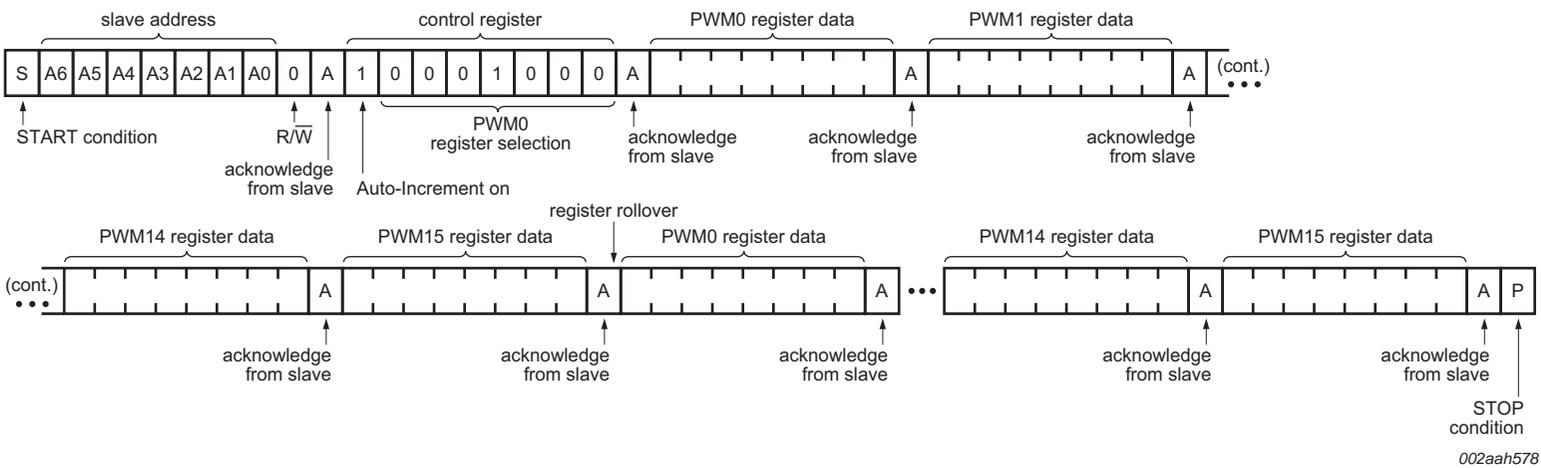 slave address control register PWM0 register data PWM1 register data
S A6 A5 A4 A3 A2 A1 A0 0 A 1 0 0 0 1 0 0 0 A A A (cont.)
START condition R/W̅ PWM0
register selection
acknowledge
from slave
acknowledge
from slave
acknowledge
from slave
acknowledge
from slave
Auto-Increment on
register rollover
PWM14 register data PWM15 register data PWM0 register data PWM14 register data PWM15 register data
(cont.) A A A A A P
acknowledge
from slave
acknowledge
from slave
acknowledge
from slave
acknowledge
from slave
acknowledge
from slave
STOP
condition
002aah578